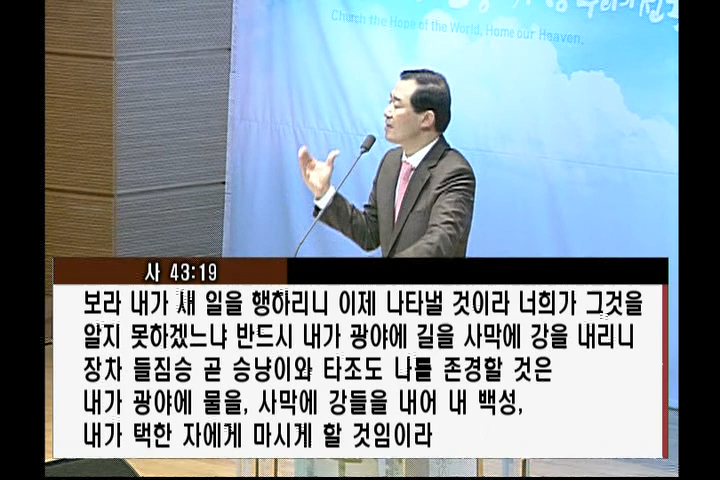 우리의 천국
Church the Hope of the World, Home our Heaven.
사 43:19
보라 내가 새 일을 행하리니 이제 나타낼 것이라 너희가 그것을
알지 못하겠느냐 반드시 내가 광야에 길을 사막에 강을 내리니
장차 들짐승 곧 승냥이와 타조도 나를 존경할 것은
내가 광야에 물을, 사막에 강들을 내어 내 백성,
내가 택한 자에게 마시게 할 것임이라